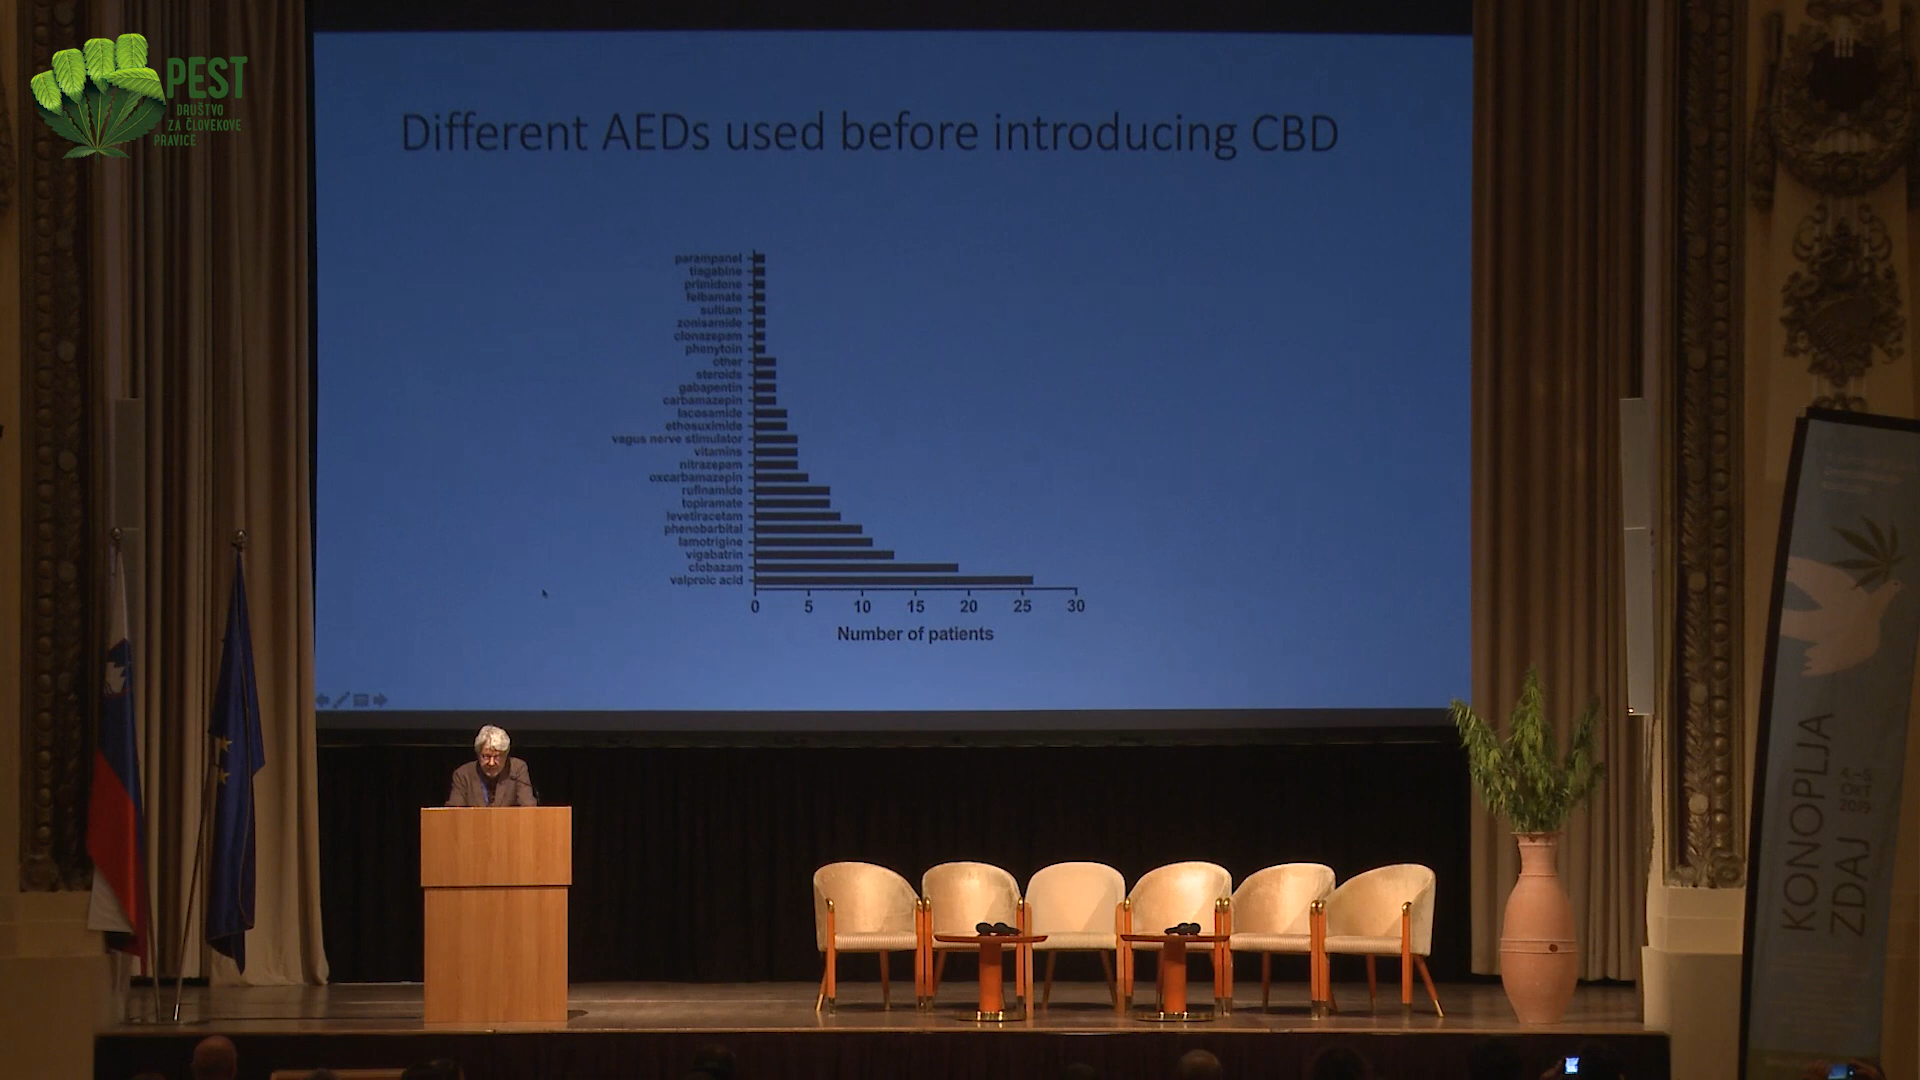 PEST
DRUŠTVO
ZA ČLOVEKOVE
PRAVICE
Different AEDs used before introducing CBD
parampanel
tiagabine
primidone
felbamate
sultiam
zonisamide
clonazepam
phenytoin
other
steroids
gabapentin
carbamazepin
lacosamide
ethosuximide
vagus nerve stimulator
vitamins
nitrazepam
oxcarbamazepin
rufinamide
topiramate
levetiracetam
phenobarbital
lamotrigine
vigabatrin
clobazam
valproic acid
0 5 10 15 20 25 30
Number of patients
KONOPLJA
ZDAJ
OKT
2019